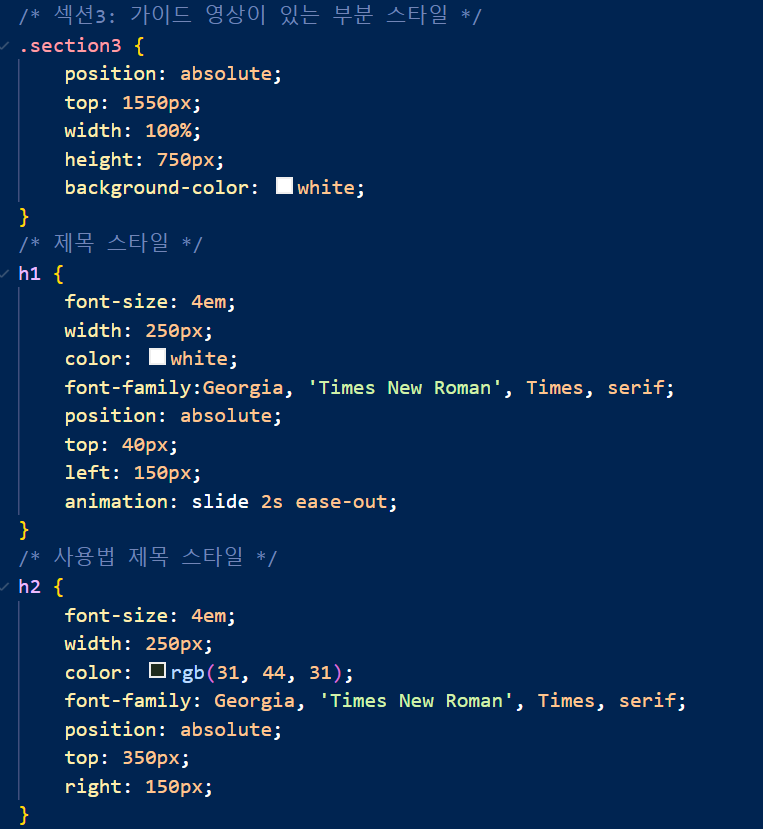 /* 섹션3: 가이드 영상이 있는 부분 스타일 */
.section3 {
    position: absolute;
    top: 1550px;
    width: 100%;
    height: 750px;
    background-color: white;
}
/* 제목 스타일 */
h1 {
    font-size: 4em;
    width: 250px;
    color: white;
    font-family:Georgia, 'Times New Roman', Times, serif;
    position: absolute;
    top: 40px;
    left: 150px;
    animation: slide 2s ease-out;
}
/* 사용법 제목 스타일 */
h2 {
    font-size: 4em;
    width: 250px;
    color: rgb(31, 44, 31);
    font-family: Georgia, 'Times New Roman', Times, serif;
    position: absolute;
    top: 350px;
    right: 150px;
}